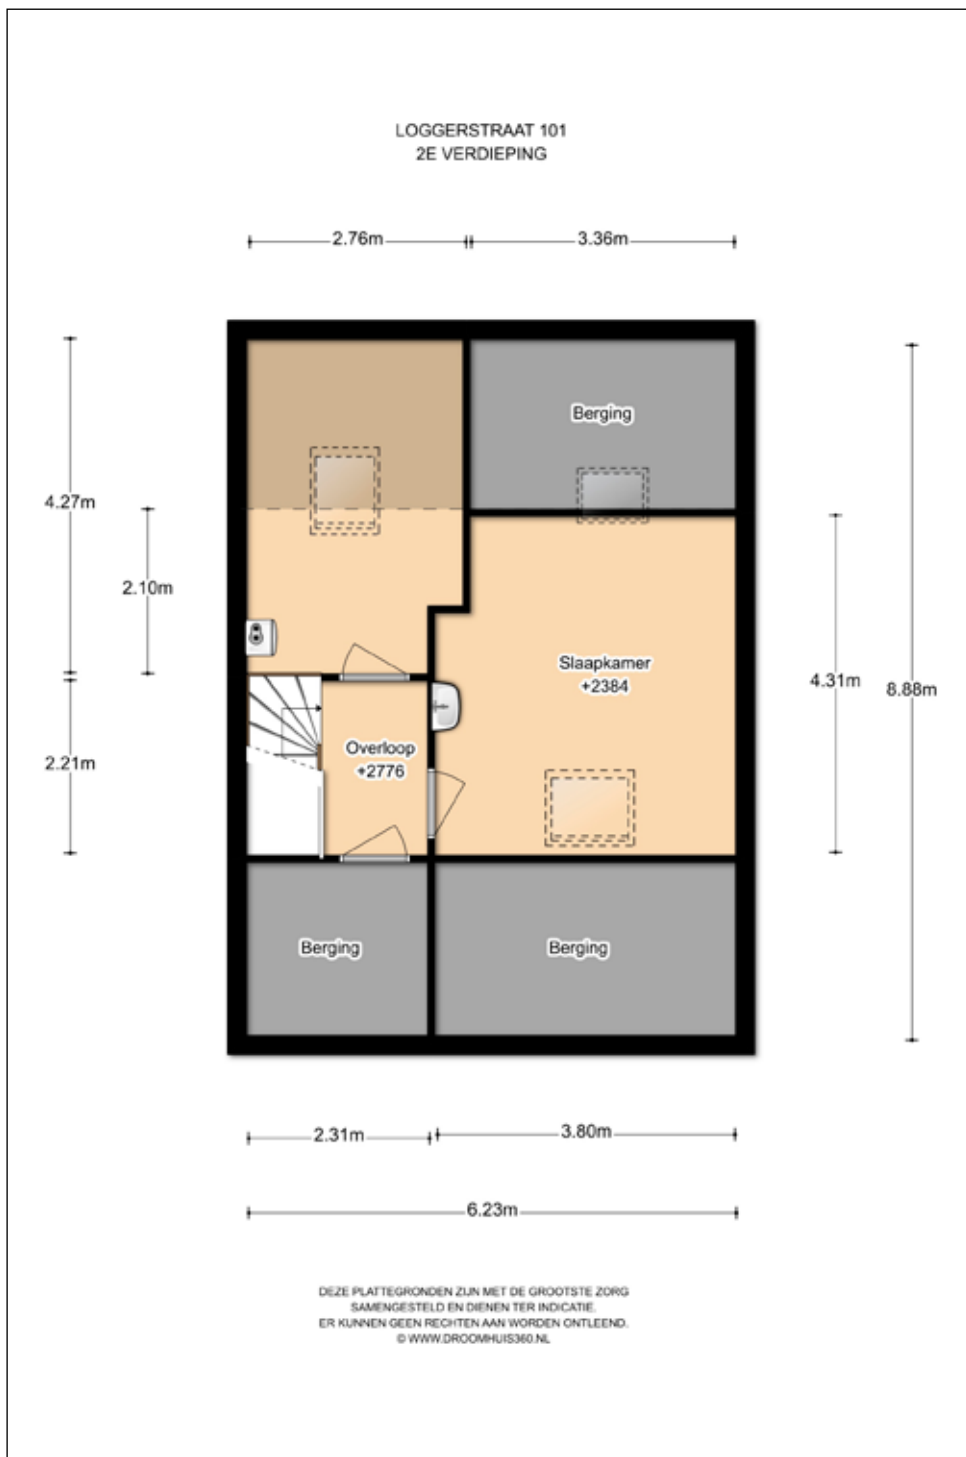 LOGGERSTRAAT 101
2E VERDIEPING
2.76m
3.36m
Berging
4.27m
2.10m
Slaapkamer
+2384
4.31m
8.88m
Overloop
+2776
2.21m
Berging
Berging
2.31m
3.80m
6.23m
DEZE PLATTEGRONDEN ZIJN MET DE GROOTSTE ZORG
SAMENGESTELD EN DIENEN TER INDICATIE.
ER KUNNEN GEEN RECHTEN AAN WORDEN ONTLEEND.
© WWW.DROOMHUIS360.NL